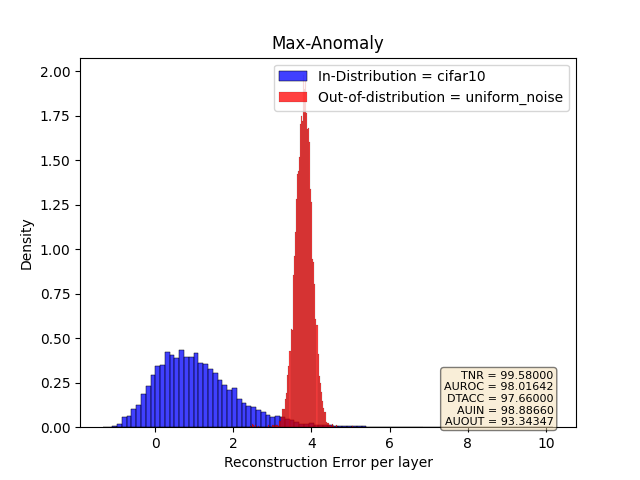 Max-Anomaly
In-Distribution = cifar10
Out-of-distribution = uniform_noise
Density
2.00
1.75
1.50
1.25
1.00
0.75
0.50
0.25
0.00
TNR = 99.58000
AUROC = 98.01642
DTACC = 97.66000
AUIN = 98.88660
AUOUT = 93.34347
0 2 4 6 8 10
Reconstruction Error per layer